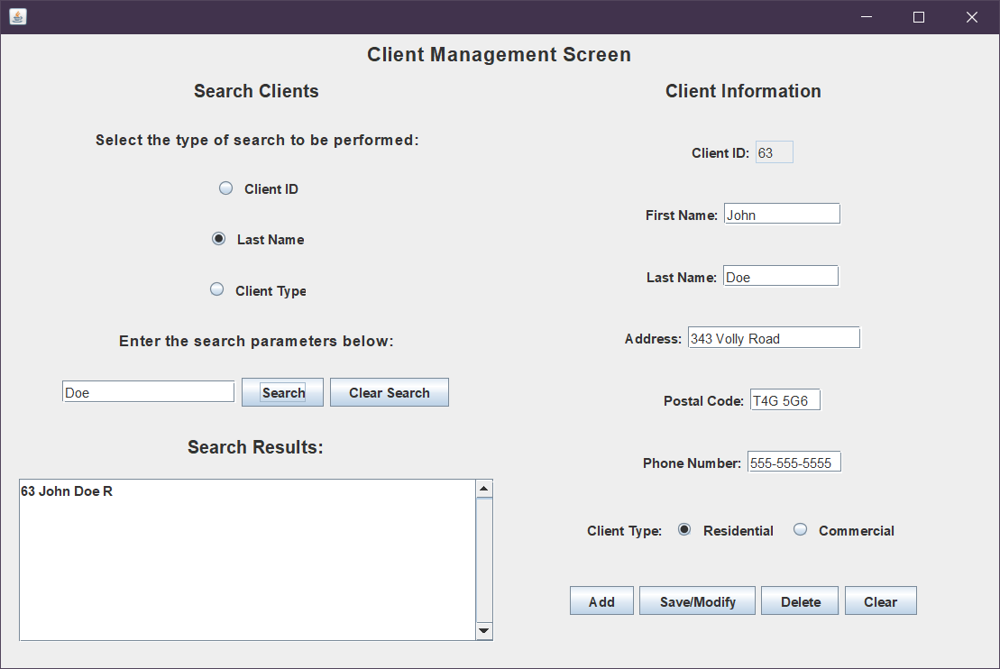 Client Management Screen
Search Clients
Select the type of search to be performed:
Client ID
Last Name
Client Type
Enter the search parameters below:
Doe Search Clear Search
Search Results:
63 John Doe R
Client Information
Client ID: 63
First Name: John
Last Name: Doe
Address: 343 Volly Road
Postal Code: T4G 5G6
Phone Number: 555-555-5555
Client Type: Residential Commercial
Add Save/Modify Delete Clear